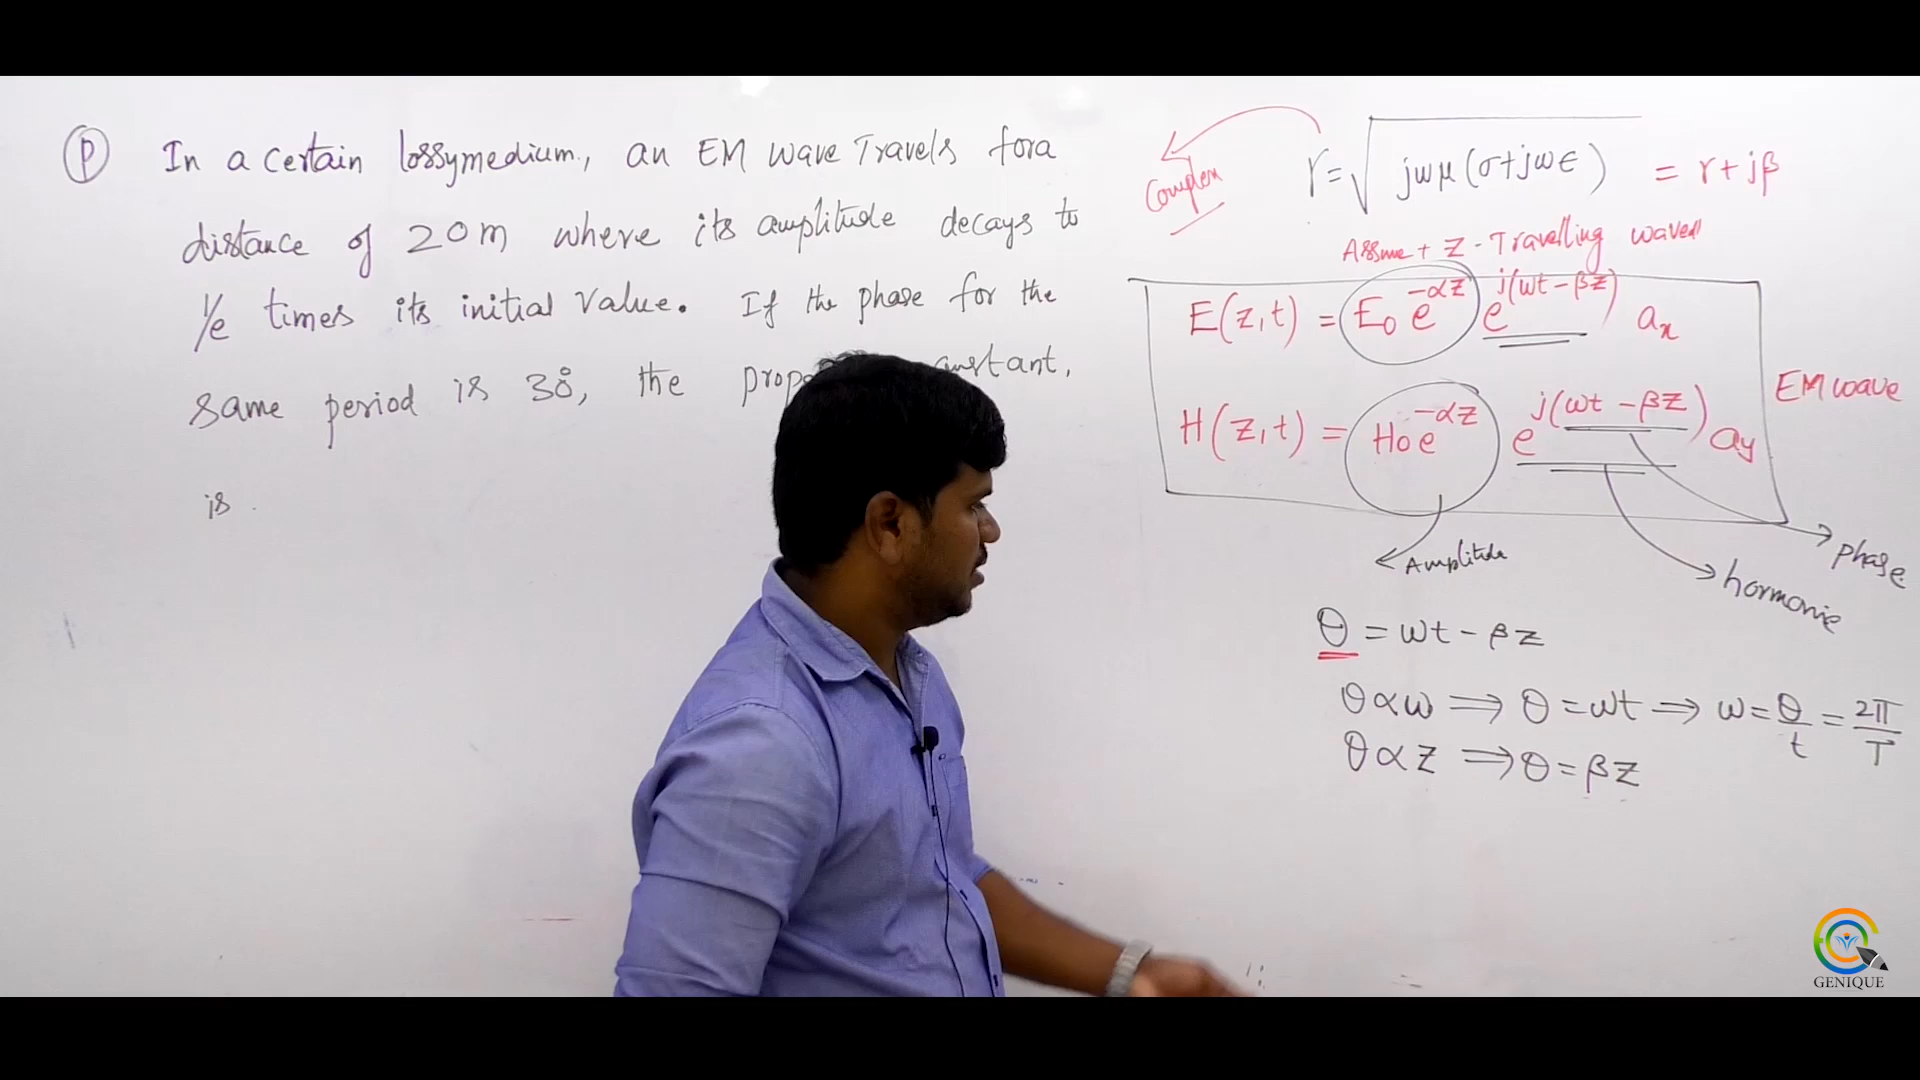 P In a certain lossymedium, an EM wave Travels fora
distance of 20m where its amplitude decays to
1/e times its initial value. If the phase for the
same period is 30°, the
is.
Complex
γ = √jωμ(σ+jωϵ) = γ + jβ
Assume + z - Travelling waved
E(z,t) = E0 e^-αz e^j(ωt-βz) ax
H(z,t) = H0 e^-αz e^j(ωt-βz) ay
EM wave
Amplitude
phase
hormonic
θ = ωt - βz
θ α ω ⟹ θ = ωt ⟹ ω = θ/t = 2π/T
θ α z ⟹ θ = βz
GENIQUE